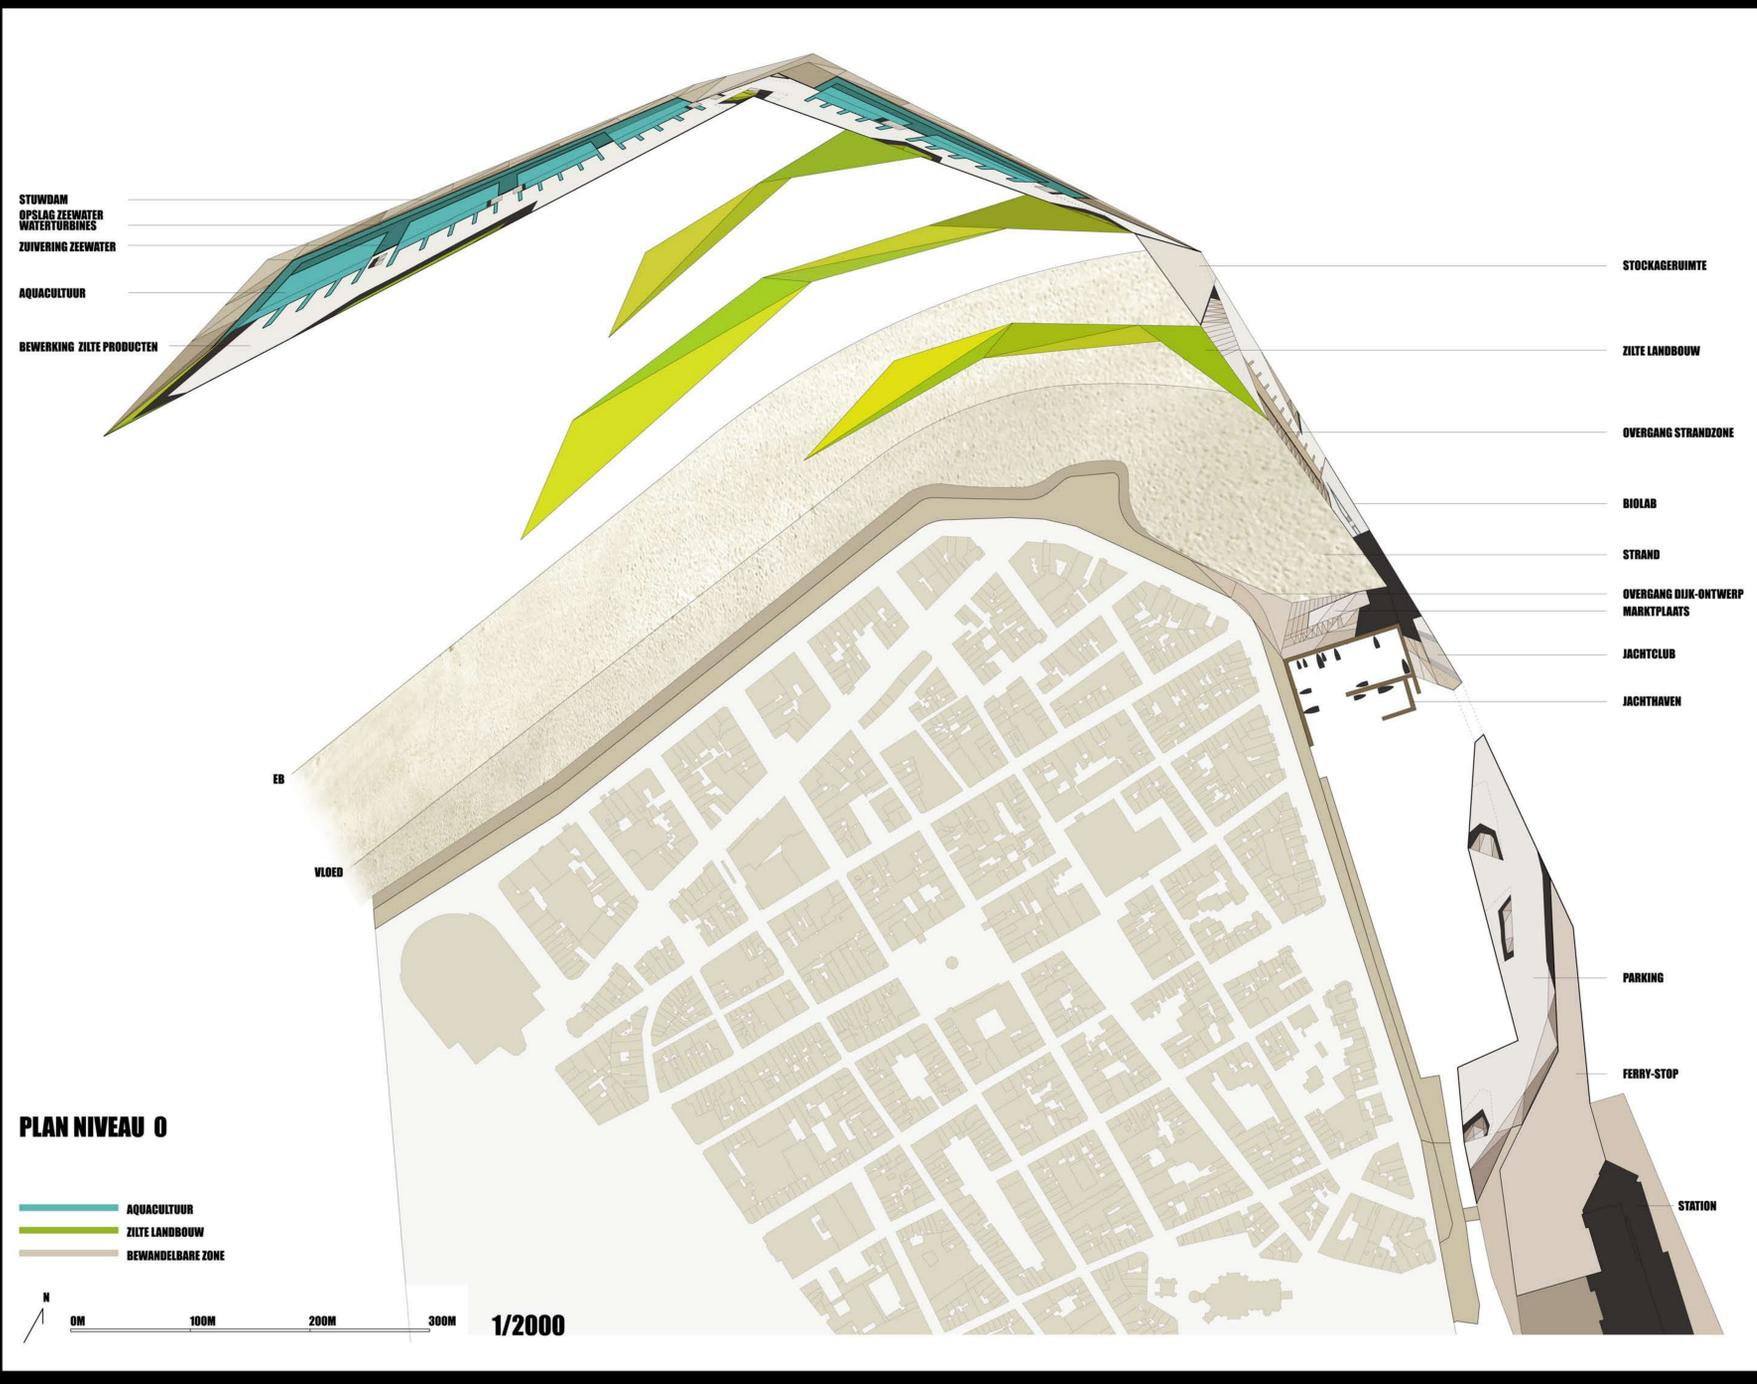 STUWDAM
OPSLAG ZEEWATER
WATERTURBINES
ZUIVERING ZEEWATER
AQUACULTUUR
BEWERKING ZILTE PRODUCTEN
STOCKAGERUIMTE
ZILTE LANDBOUW
OVERGANG STRANDZONE
BIOLAB
STRAND
OVERGANG DIJK-ONTWERP
MARKTPLAATS
JACHTCLUB
JACHTHAVEN
EB
VLOED
PARKING
FERRY-STOP
STATION
PLAN NIVEAU 0
AQUACULTUUR
ZILTE LANDBOUW
BEWANDELBARE ZONE
N
0M 100M 200M 300M
1/2000